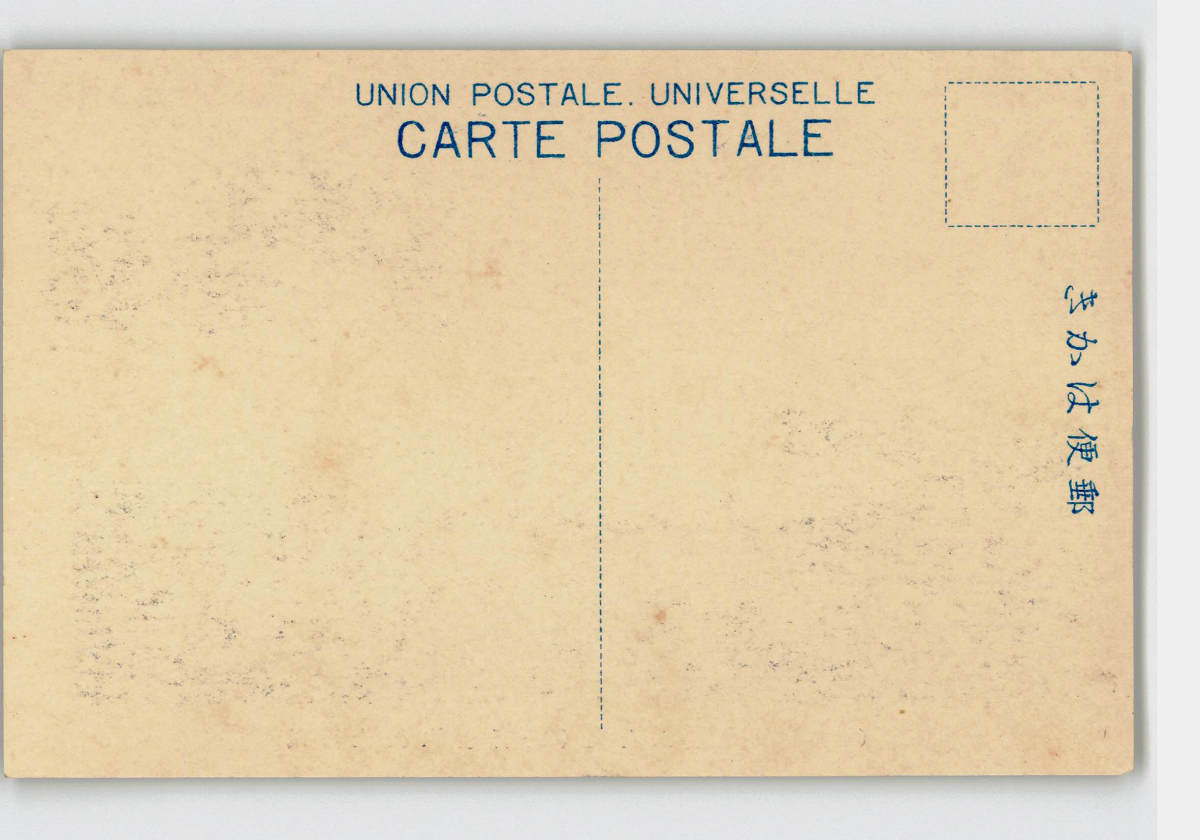 UNION POSTALE. UNIVERSELLE
CARTE POSTALE
郵便はかき